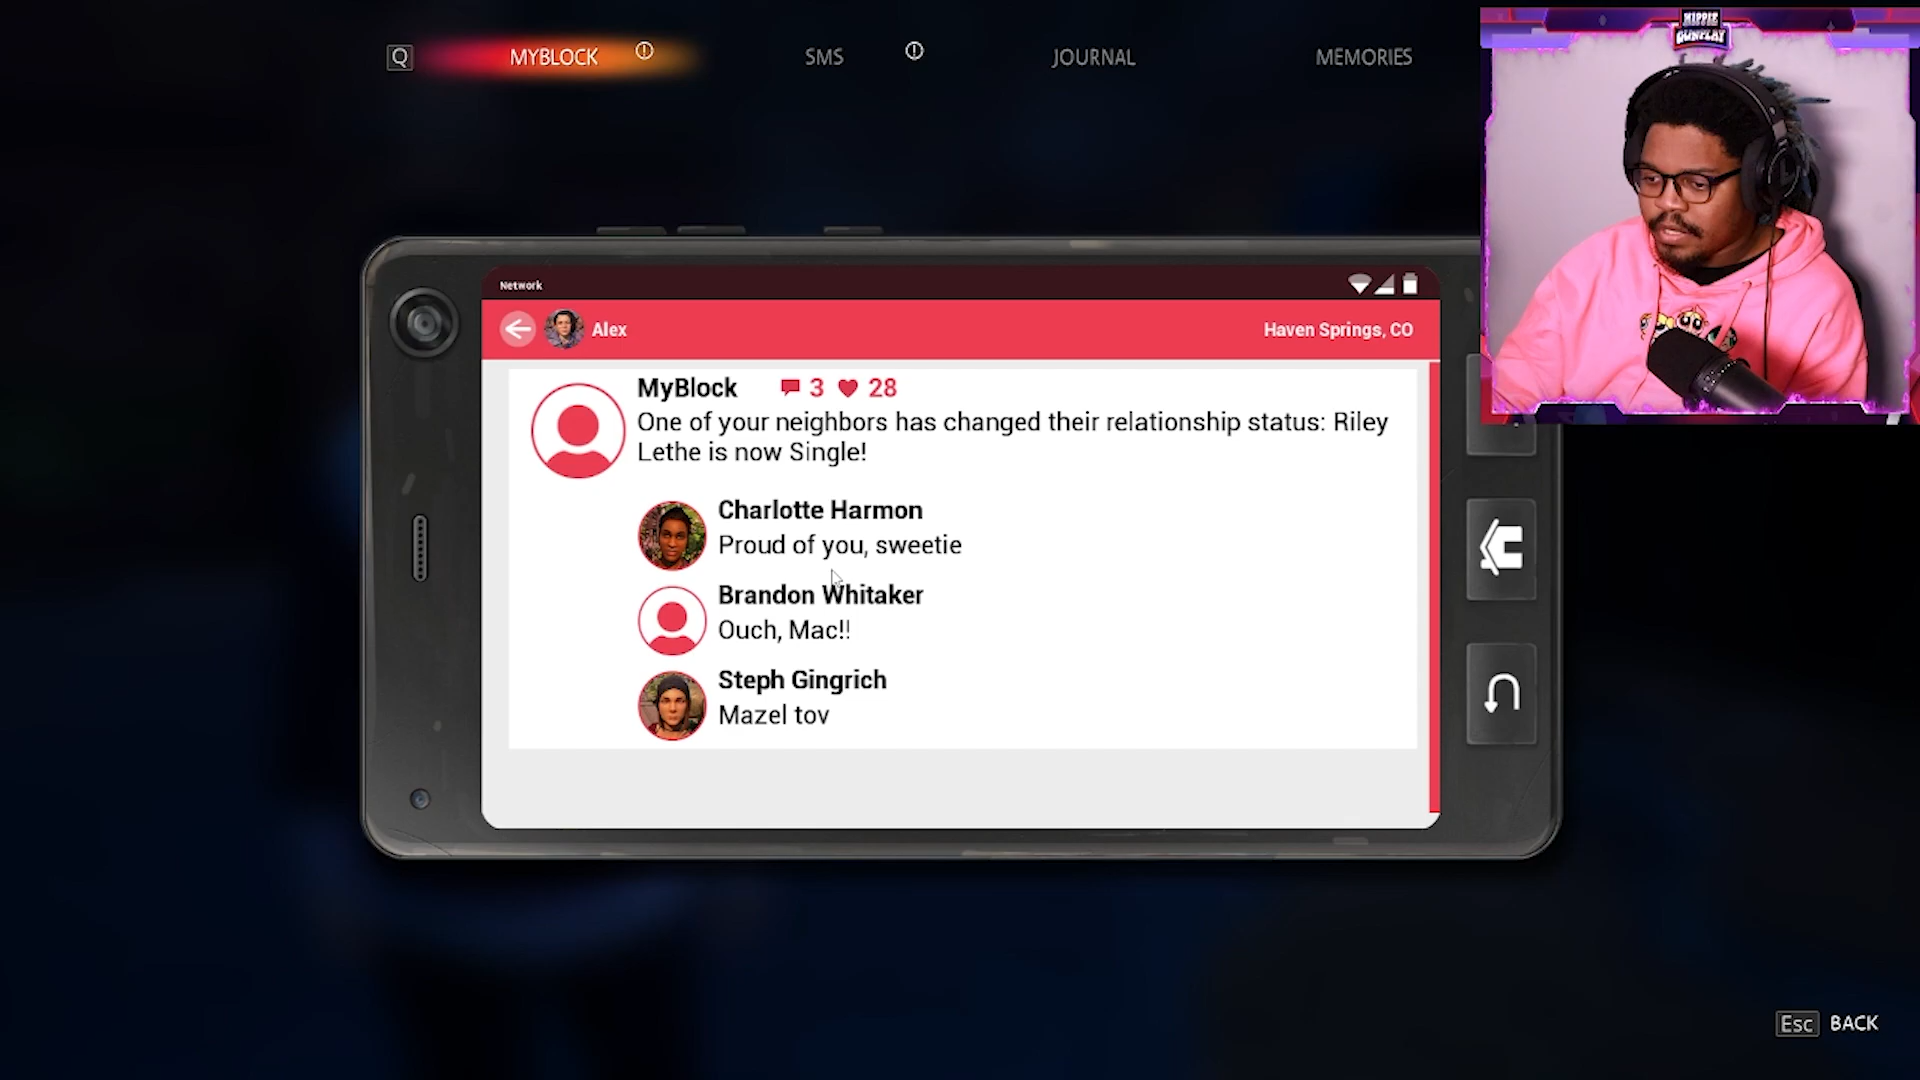 Q MYBLOCK SMS JOURNAL MEMORIES
HIPPIE
GUNPLAY
Network
Alex
Haven Springs, CO
MyBlock 3 28
One of your neighbors has changed their relationship status: Riley
Lethe is now Single!
Charlotte Harmon
Proud of you, sweetie
Brandon Whitaker
Ouch, Mac!!
Steph Gingrich
Mazel tov
Esc BACK